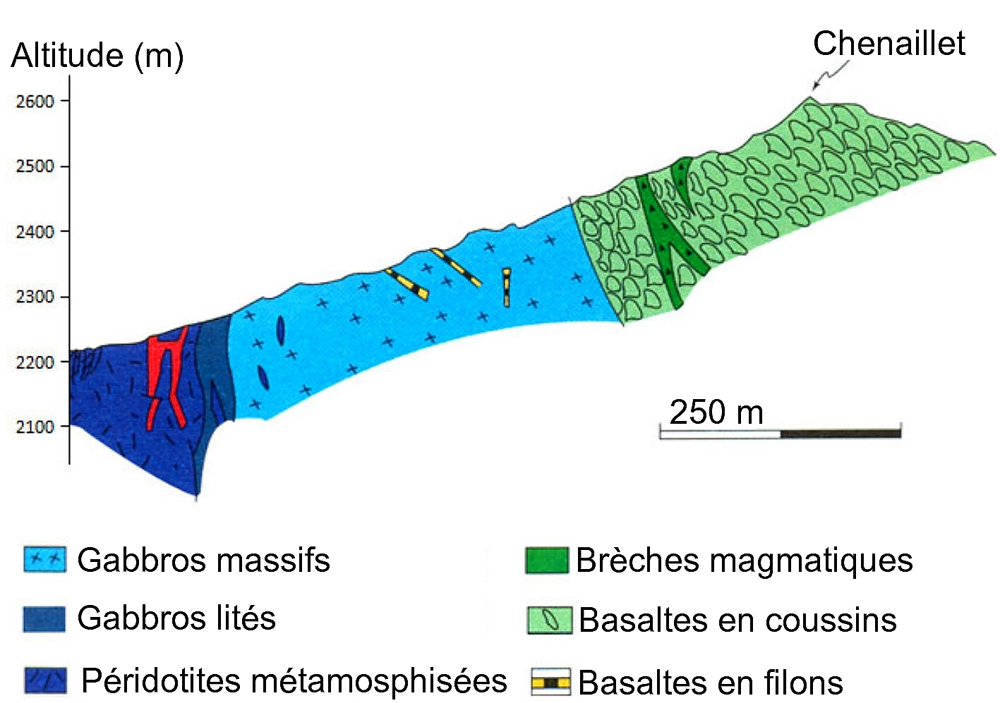 Chenaillet
Altitude (m)
2600
2500
2400
2300
2200
2100
250 m
Gabbros massifs
Brèches magmatiques
Gabbros lités
Basaltes en coussins
Péridotites métamosphisées
Basaltes en filons